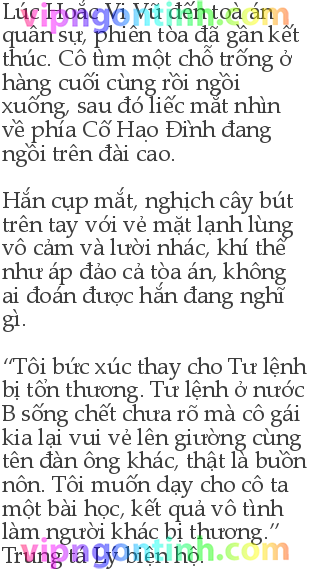 Lúc Hoắc Vi Vũ đến toà án
quân sự, phiên tòa đã gần kết
thúc. Cô tìm một chỗ trống ở
hàng cuối cùng rồi ngồi
xuống, sau đó liếc mắt nhìn
về phía Cố Hạo Đình đang
ngồi trên đài cao.
Hắn cụp mắt, nghịch cây bút
trên tay với vẻ mặt lạnh lùng
vô cảm và lười nhác, khí thế
như áp đảo cả tòa án, không
ai đoán được hắn đang nghĩ
gì.
“Tôi bức xúc thay cho Tư lệnh
bị tổn thương. Tư lệnh ở nước
B sống chết chưa rõ mà cô gái
kia lại vui vẻ lên giường cùng
tên đàn ông khác, thật là buồn
nôn. Tôi muốn dạy cho cô ta
một bài học, kết quả vô tình
làm người khác bị thương.”
Trung tá Lý biện hộ.
vipngontinh.com
vipngontinh.com